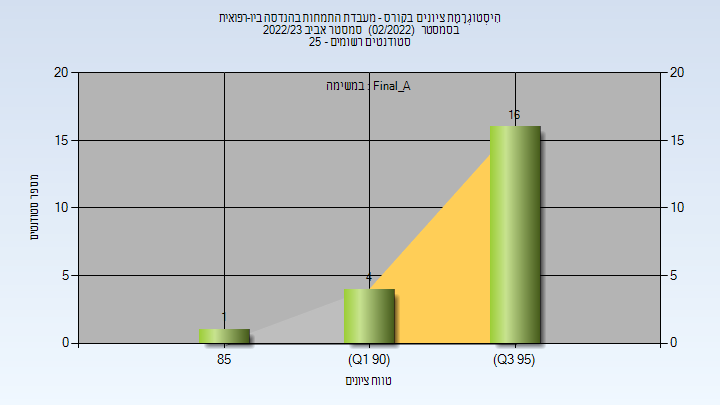 היסטוגרמת ציונים בקורס - מעבדת התמחות בהנדסה ביו-רפואית
בסמסטר (02/2022) סמסטר אביב 2022/23
סטודנטים רשומים - 25
במשימה : Final_A
20
20
15
15
10
10
5
5
0
0
16
4
1
מספר סטודנטים
85
(Q1 90)
(Q3 95)
טווח ציונים